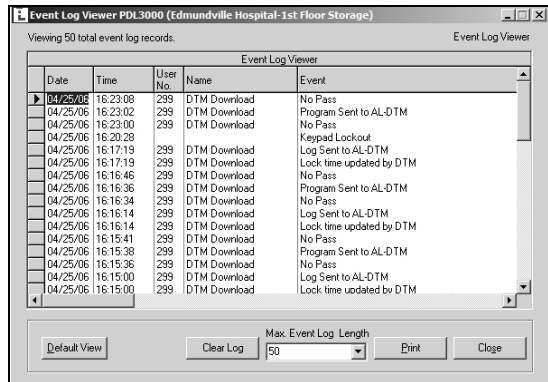 Event Log Viewer PDL3000 (Edmundville Hospital-1st Floor Storage)
Viewing 50 total event log records. Event Log Viewer
Event Log Viewer
Date Time User No. Name Event
04/25/06 16:23:08 299 DTM Download No Pass
04/25/06 16:23:02 299 DTM Download Program Sent to AL-DTM
04/25/06 16:23:00 299 DTM Download No Pass
04/25/06 16:20:28 Keypad Lockout
04/25/06 16:17:19 299 DTM Download Log Sent to AL-DTM
04/25/06 16:17:19 299 DTM Download Lock time updated by DTM
04/25/06 16:16:46 299 DTM Download No Pass
04/25/06 16:16:36 299 DTM Download Program Sent to AL-DTM
04/25/06 16:16:34 299 DTM Download No Pass
04/25/06 16:16:14 299 DTM Download Log Sent to AL-DTM
04/25/06 16:16:14 299 DTM Download Lock time updated by DTM
04/25/06 16:15:41 299 DTM Download No Pass
04/25/06 16:15:38 299 DTM Download Program Sent to AL-DTM
04/25/06 16:15:36 299 DTM Download No Pass
04/25/06 16:15:00 299 DTM Download Log Sent to AL-DTM
04/25/06 16:15:00 299 DTM Download Lock time updated by DTM
Max. Event Log Length
Default View Clear Log 50 Print Close